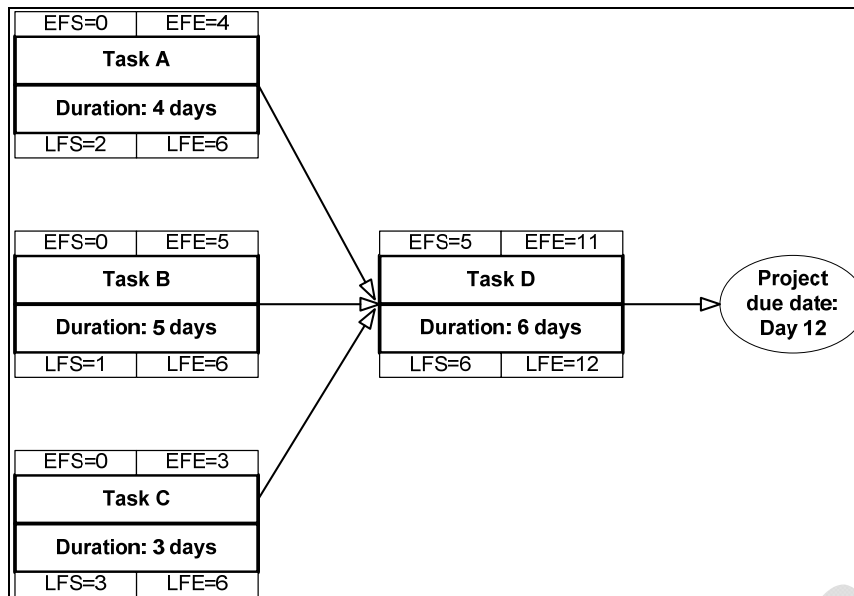 EFS=0 EFE=4
Task A
Duration: 4 days
LFS=2 LFE=6
EFS=0 EFE=5
Task B
Duration: 5 days
LFS=1 LFE=6
EFS=0 EFE=3
Task C
Duration: 3 days
LFS=3 LFE=6
EFS=5 EFE=11
Task D
Duration: 6 days
LFS=6 LFE=12
Project
due date:
Day 12